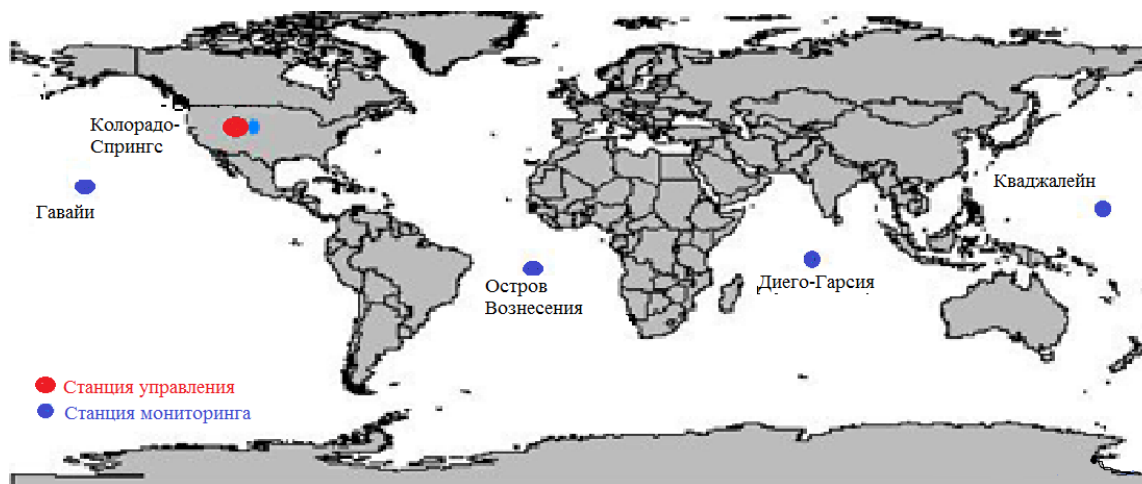 Колорадо-
Спрингс
Кваджалейн
Гавайи
Остров
Вознесения
Диего-Гарсия
Станция управления
Станция мониторинга